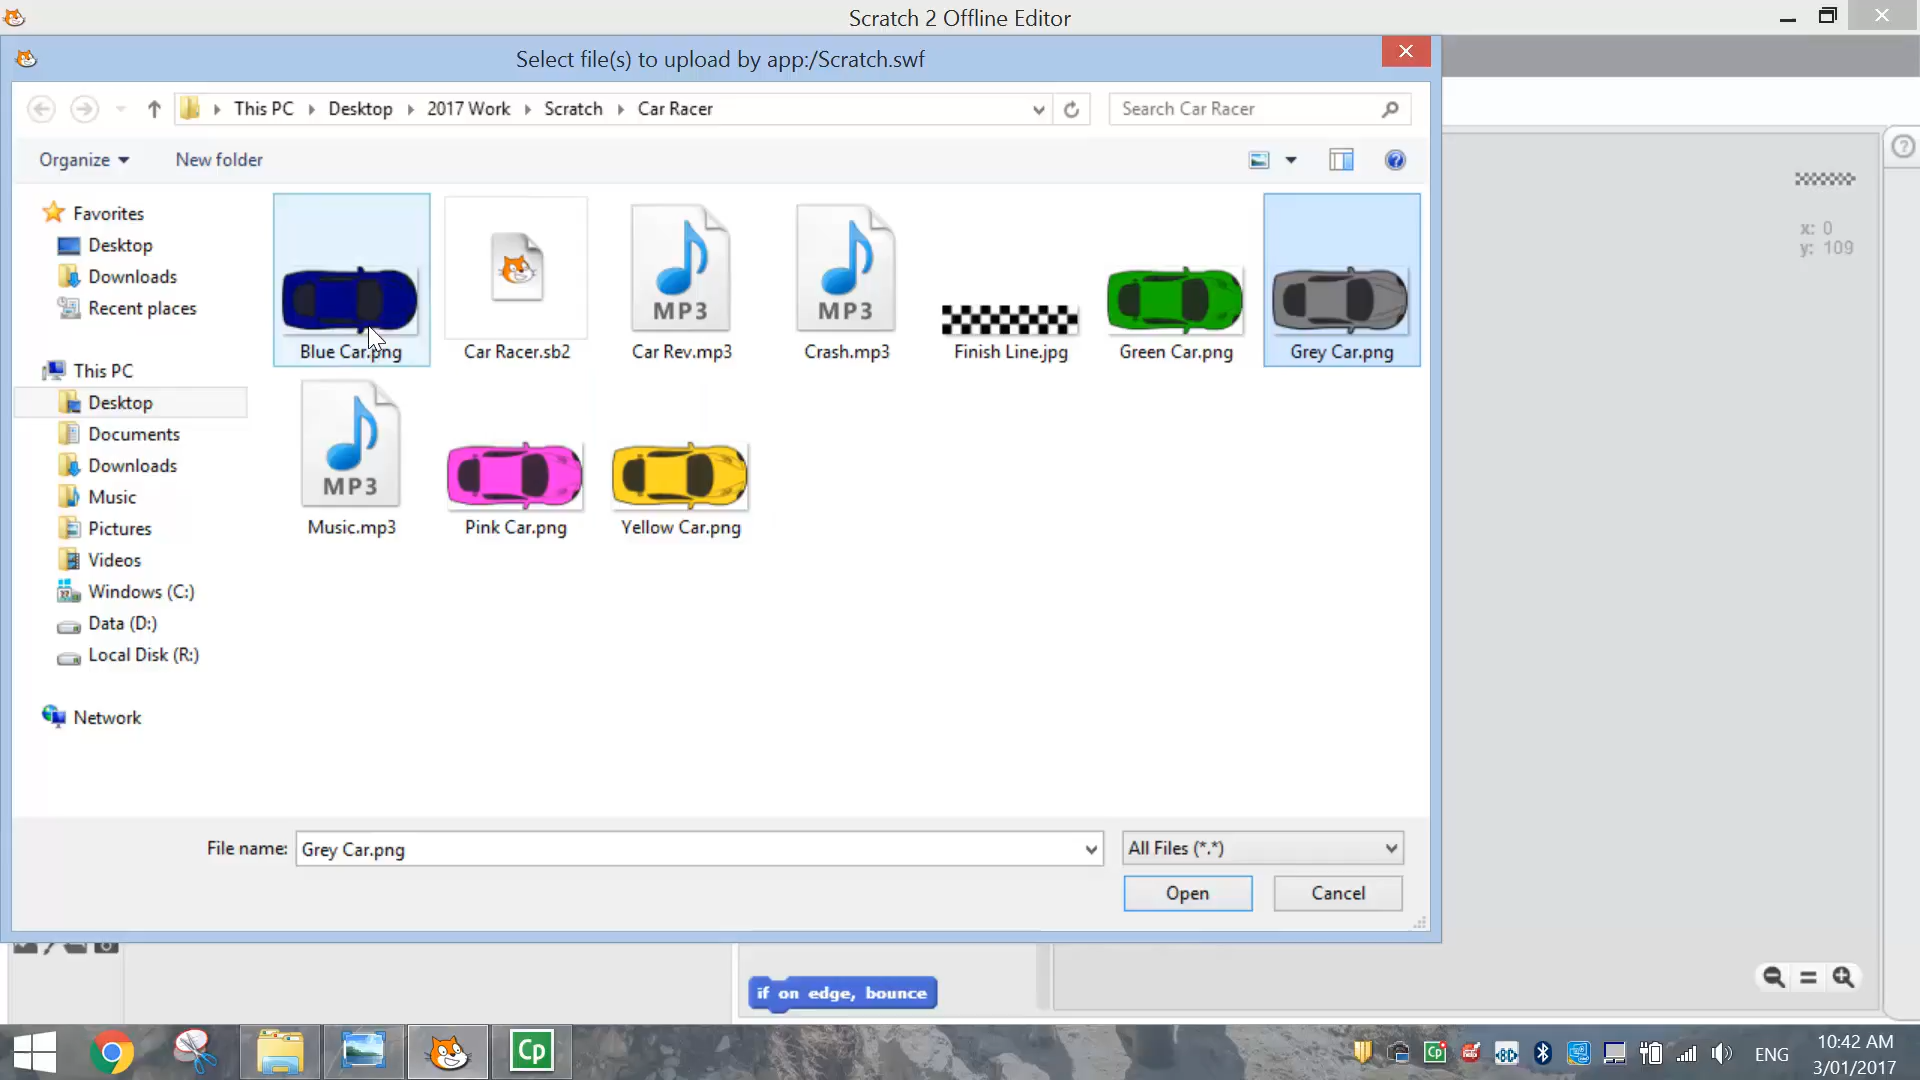 Scratch 2 Offline Editor
Select file(s) to upload by app:/Scratch.swf
This PC Desktop 2017 Work Scratch Car Racer
Search Car Racer
Organize New folder
Favorites
Desktop
Downloads
Recent places
This PC
Desktop
Documents
Downloads
Music
Pictures
Videos
Windows (C:)
Data (D:)
Local Disk (R:)
Network
MP3 MP3
Blue Car.png Car Racer.sb2 Car Rev.mp3 Crash.mp3 Finish Line.jpg Green Car.png Grey Car.png
MP3
Music.mp3 Pink Car.png Yellow Car.png
x: 0
y: 109
File name: Grey Car.png All Files (*.*)
Open Cancel
if on edge, bounce
Cp
ENG
10:42 AM
3/01/2017